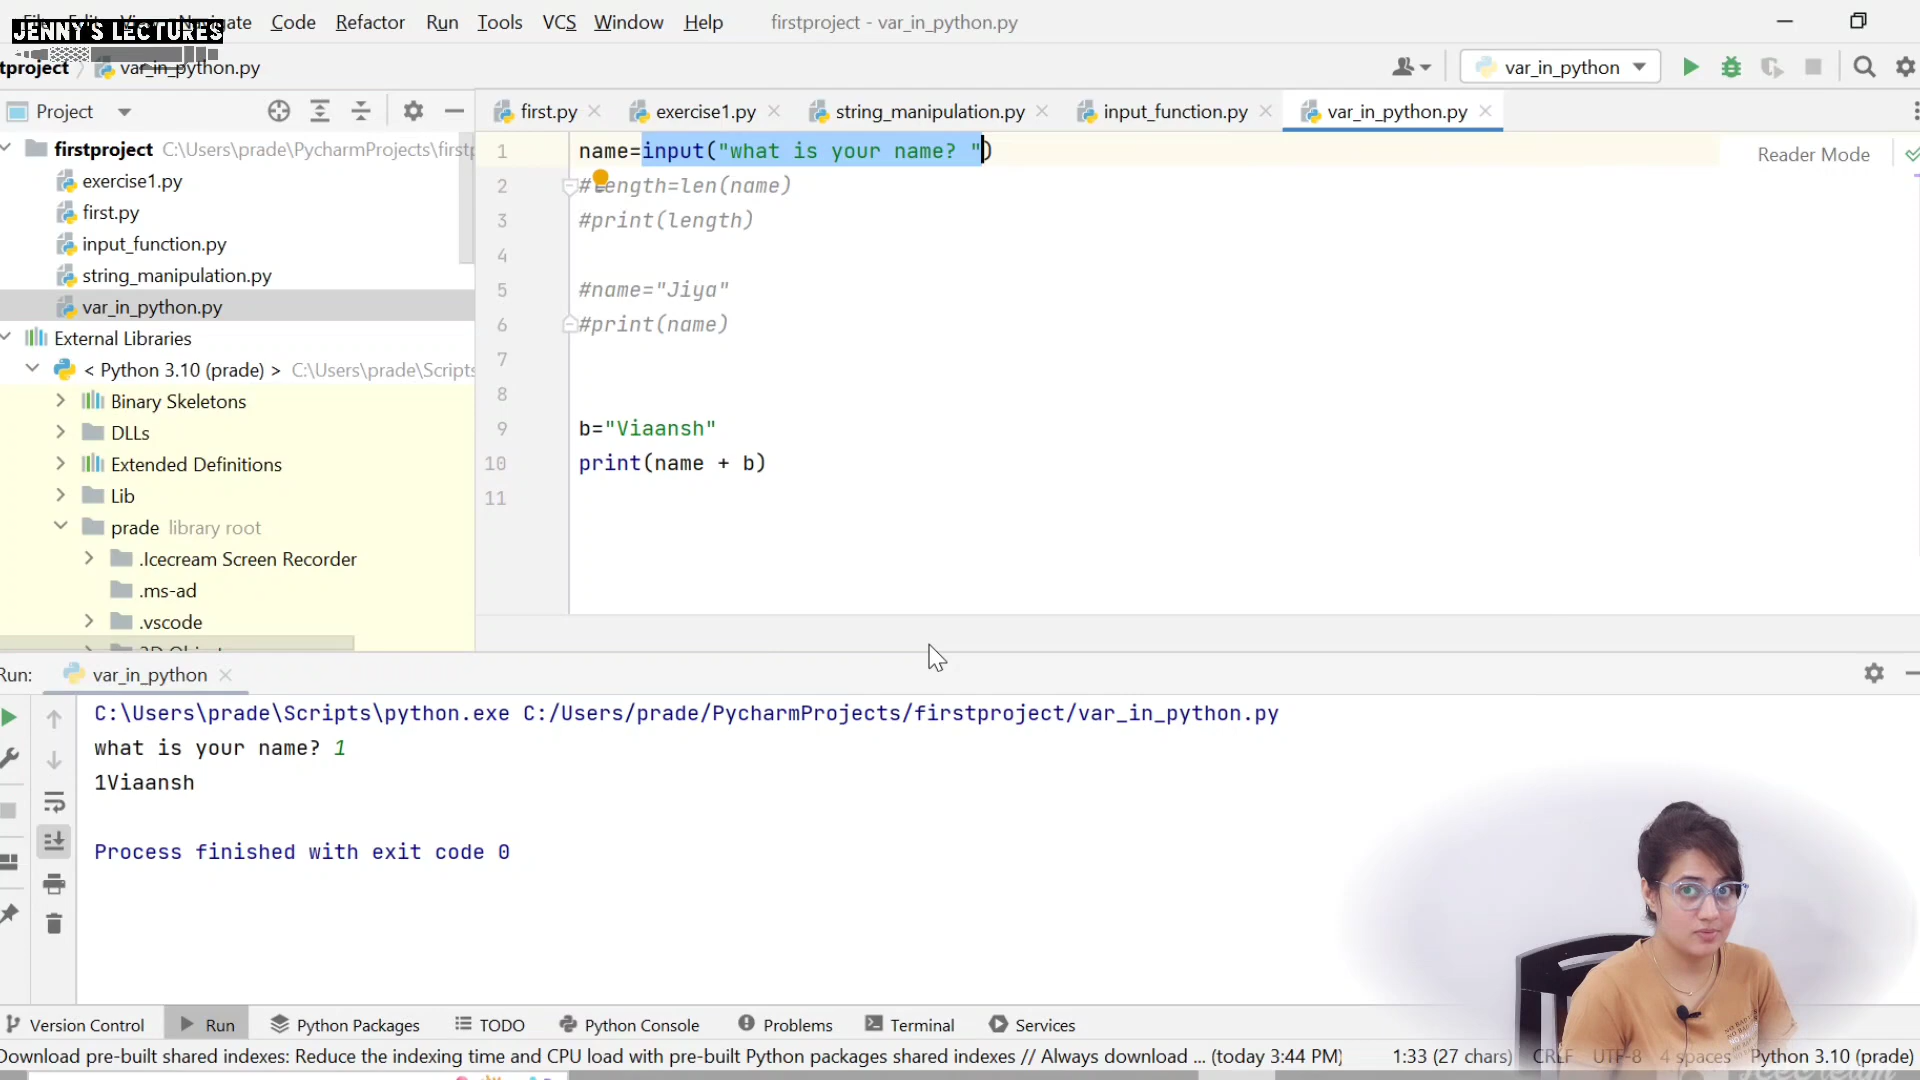 JENNY'S LECTURES
Code Refactor Run Tools VCS Window Help firstproject - var_in_python.py
tproject var_in_python.py
var_in_python
Project
first.py exercise1.py string_manipulation.py input_function.py var_in_python.py
firstproject C:\Users\prade\PycharmProjects\firstp
exercise1.py
first.py
input_function.py
string_manipulation.py
var_in_python.py
External Libraries
< Python 3.10 (prade) > C:\Users\prade\Scripts
Binary Skeletons
DLLs
Extended Definitions
Lib
prade library root
.Icecream Screen Recorder
.ms-ad
.vscode
1 name=input("what is your name? ")
Reader Mode
2 #length=len(name)
3 #print(length)
4
5 #name="Jiya"
6 #print(name)
7
8
9 b="Viaansh"
10 print(name + b)
11
Run: var_in_python
C:\Users\prade\Scripts\python.exe C:/Users/prade/PycharmProjects/firstproject/var_in_python.py
what is your name? 1
1Viaansh
Process finished with exit code 0
Version Control Run Python Packages TODO Python Console Problems Terminal Services
Download pre-built shared indexes: Reduce the indexing time and CPU load with pre-built Python packages shared indexes // Always download ... (today 3:44 PM) 1:33 (27 chars) CRLF UTF-8 4 spaces Python 3.10 (prade)